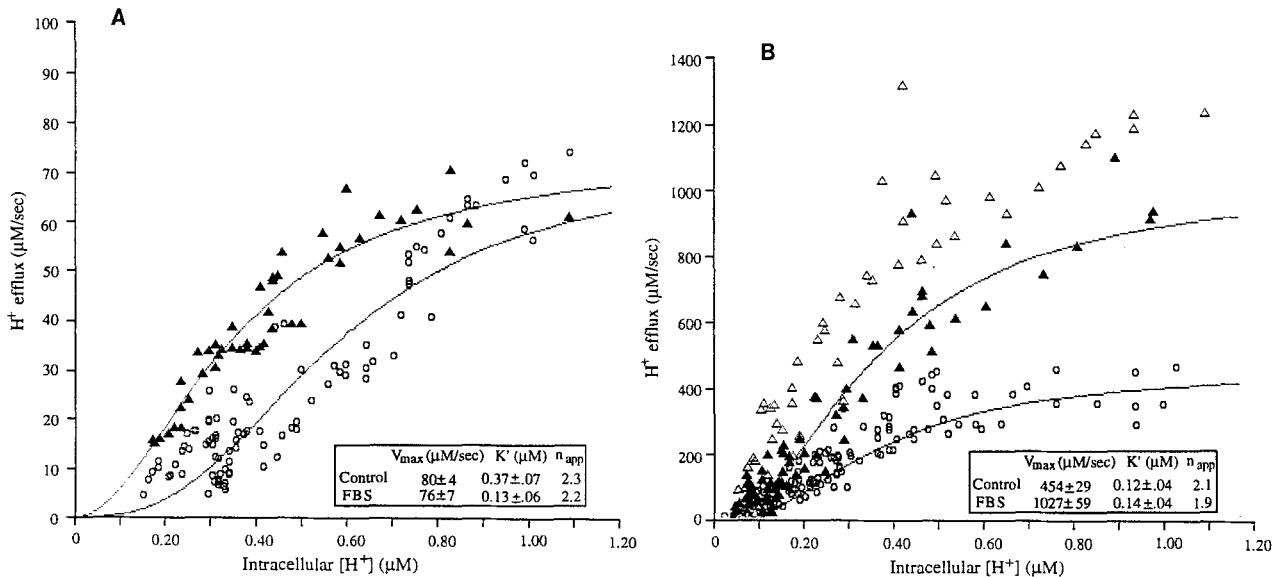 A
100
90
80
70
60
50
40
30
20
10
0
H⁺ efflux (µM/sec)
0
0.20
0.40
0.60
0.80
1.00
1.20
Intracellular [H⁺] (µM)
Vmax (µM/sec) K' (µM) napp
Control 80±4 0.37±.07 2.3
FBS 76±7 0.13±.06 2.2
B
1400
1200
1000
800
600
400
200
0
H⁺ efflux (µM/sec)
0
0.20
0.40
0.60
0.80
1.00
1.20
Intracellular [H⁺] (µM)
Vmax (µM/sec) K' (µM) napp
Control 454±29 0.12±.04 2.1
FBS 1027±59 0.14±.04 1.9